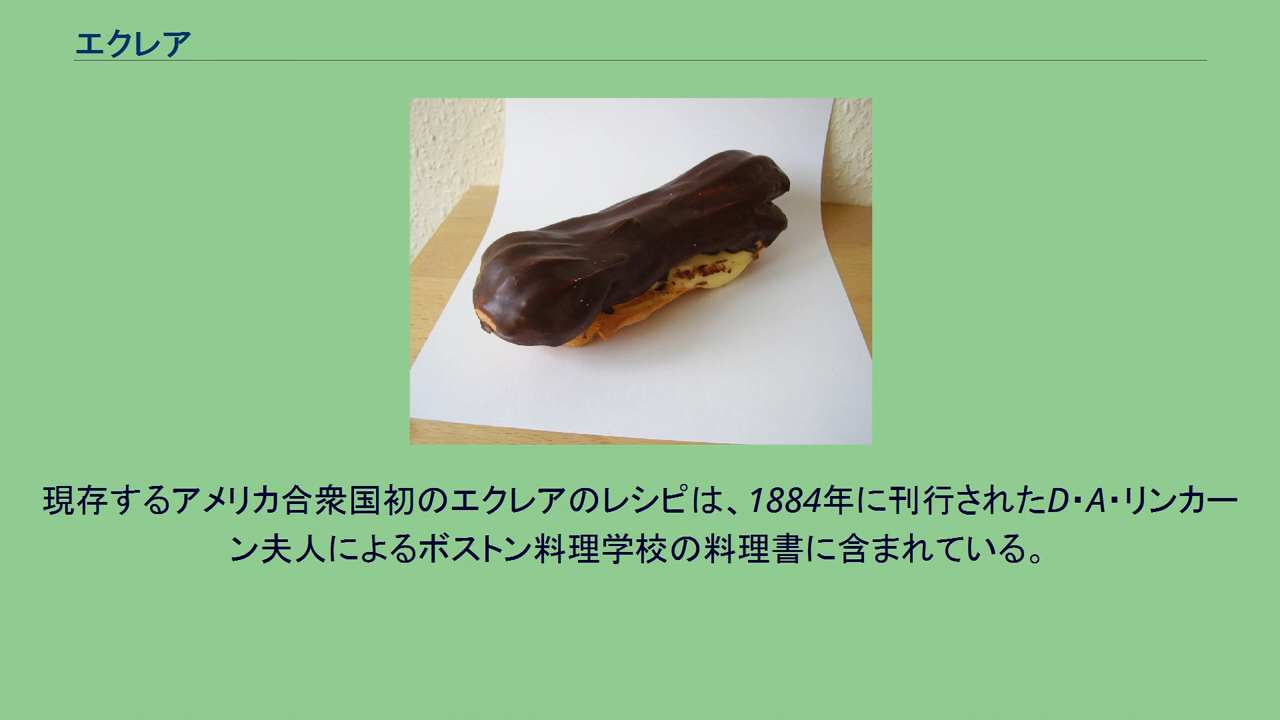 エクレア
現存するアメリカ合衆国初のエクレアのレシピは、1884年に刊行されたD・A・リンカー
ン夫人によるボストン料理学校の料理書に含まれている。